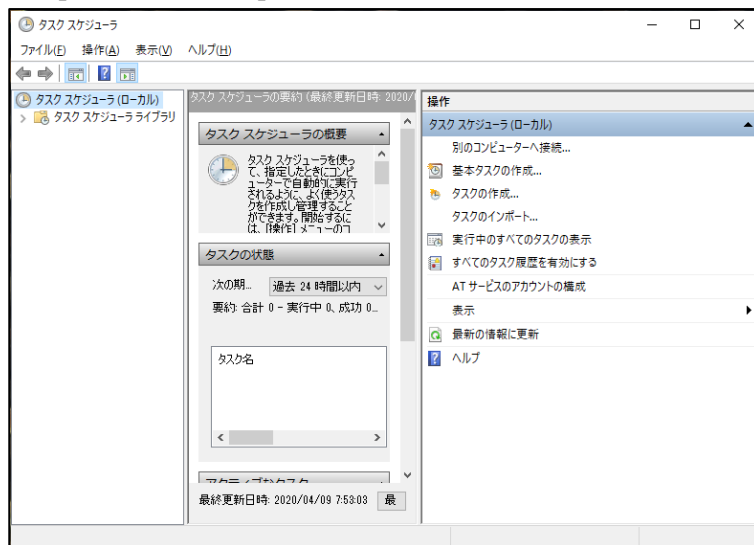 タスク スケジューラ
ファイル(F) 操作(A) 表示(V) ヘルプ(H)
タスク スケジューラ (ローカル)
タスク スケジューラ ライブラリ
タスク スケジューラの要約 (最終更新日時: 2020/
タスク スケジューラの概要
タスク スケジューラを使っ
て、指定したときにコンピ
ューターで自動的に実行
されるように、よく使うタス
クを作成し管理すること
ができます。開始するに
は、[操作] メニューのコ
タスクの状態
次の期... 過去 24 時間以内
要約: 合計 0 - 実行中 0、成功 0...
タスク名
アクティブなタスク
最終更新日時: 2020/04/09 7:53:03 最
操作
タスク スケジューラ (ローカル)
別のコンピューターへ接続...
基本タスクの作成...
タスクの作成...
タスクのインポート...
実行中のすべてのタスクの表示
すべてのタスク履歴を有効にする
AT サービスのアカウントの構成
表示
最新の情報に更新
ヘルプ